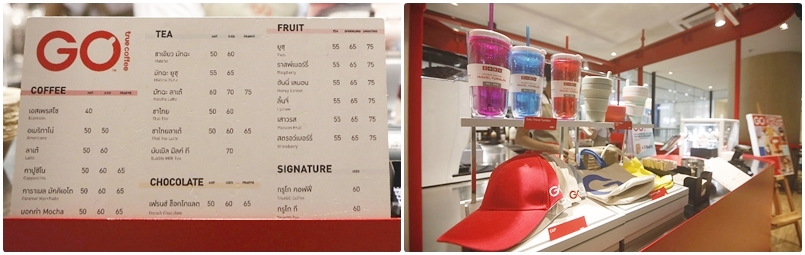 GO
truecoffee
COFFEE
HOT ICED FRAPPE
เอสเพรสโซ 40
Espresso
อเมริกาโน่ 50 50
Americano
ลาเต้ 50 60
Latte
คาปูชิโน 50 60 65
Cappuccino
คาราเมล มัคคิเอโต 50 60 65
Caramel Macchiato
มอคก้า Mocha 50 60 65
TEA
HOT ICED FRAPPE
ชาเขียว มัทฉะ 50 60
Matcha
มัทฉะ ยูซุ 55 65
Matcha Yuzu
มัทฉะ ลาเต้ 60 70 75
Matcha Latte
ชาไทย 50 60
Thai Tea
ชาไทยลาเต้ 50 60 65
Thai Tea Latte
บับเบิ้ล มิลค์ ที 70
Bubble Milk Tea
CHOCOLATE
HOT ICED FRAPPE
เฟรนช์ ช็อกโกแลต 50 60 65
French Chocolate
FRUIT
TEA SPARKLING SMOOTHIE
ยูซุ 55 65 75
Yuzu
ราสพ์เบอร์รี่ 55 65 75
Raspberry
ฮันนี่ เลมอน 55 65 75
Honey Lemon
ลิ้นจี่ 55 65 75
Lychee
เสาวรส 55 65 75
Passion Fruit
สตรอว์เบอร์รี่ 55 65 75
Strawberry
SIGNATURE
ICED
ทรูโก คอฟฟี่ 60
TrueGO Coffee
ทรูโก ที 60
GO
GO
CAP